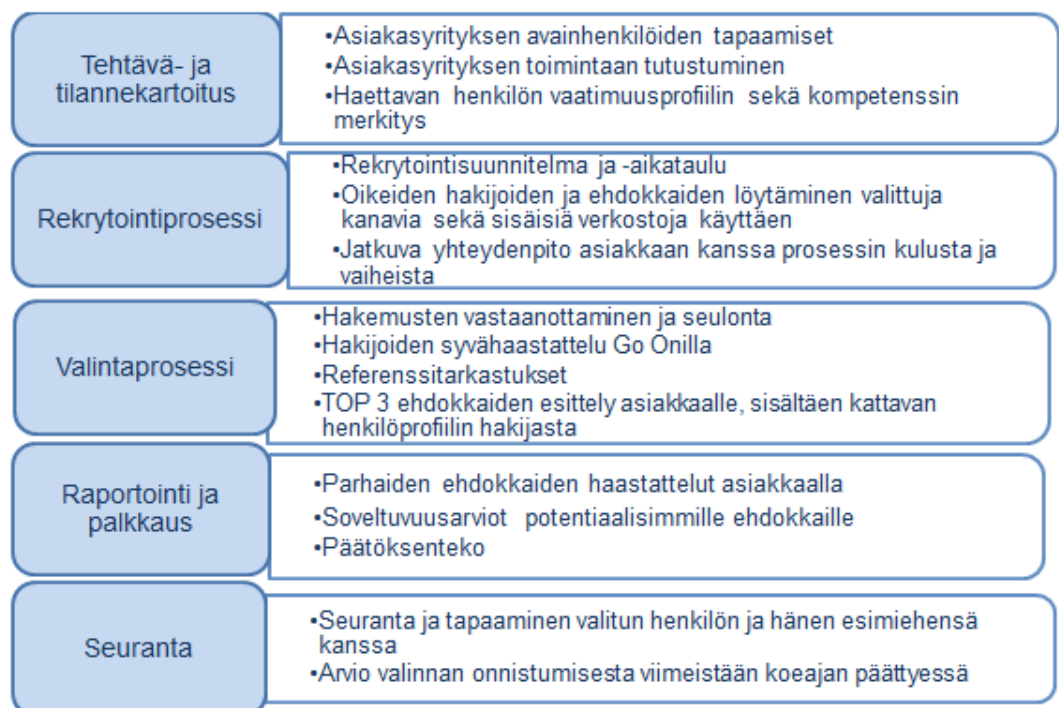 Tehtävä- ja
tilannekartoitus
•Asiakasyrityksen avainhenkilöiden tapaamiset
•Asiakasyrityksen toimintaan tutustuminen
•Haettavan henkilön vaatimuusprofiilin sekä kompetenssin
merkitys
Rekrytointiprosessi
•Rekrytointisuunnitelma ja -aikataulu
•Oikeiden hakijoiden ja ehdokkaiden löytäminen valittuja
kanavia sekä sisäisiä verkostoja käyttäen
•Jatkuva yhteydenpito asiakkaan kanssa prosessin kulusta ja
vaiheista
Valintaprosessi
•Hakemusten vastaanottaminen ja seulonta
•Hakijoiden syvähaastattelu Go Onilla
•Referenssitarkastukset
•TOP 3 ehdokkaiden esittely asiakkaalle, sisältäen kattavan
henkilöprofiilin hakijasta
Raportointi ja
palkkaus
•Parhaiden ehdokkaiden haastattelut asiakkaalla
•Soveltuvuusarviot potentiaalisimmille ehdokkaille
•Päätöksenteko
Seuranta
•Seuranta ja tapaaminen valitun henkilön ja hänen esimiehensä
kanssa
•Arvio valinnan onnistumisesta viimeistään koeajan päättyessä